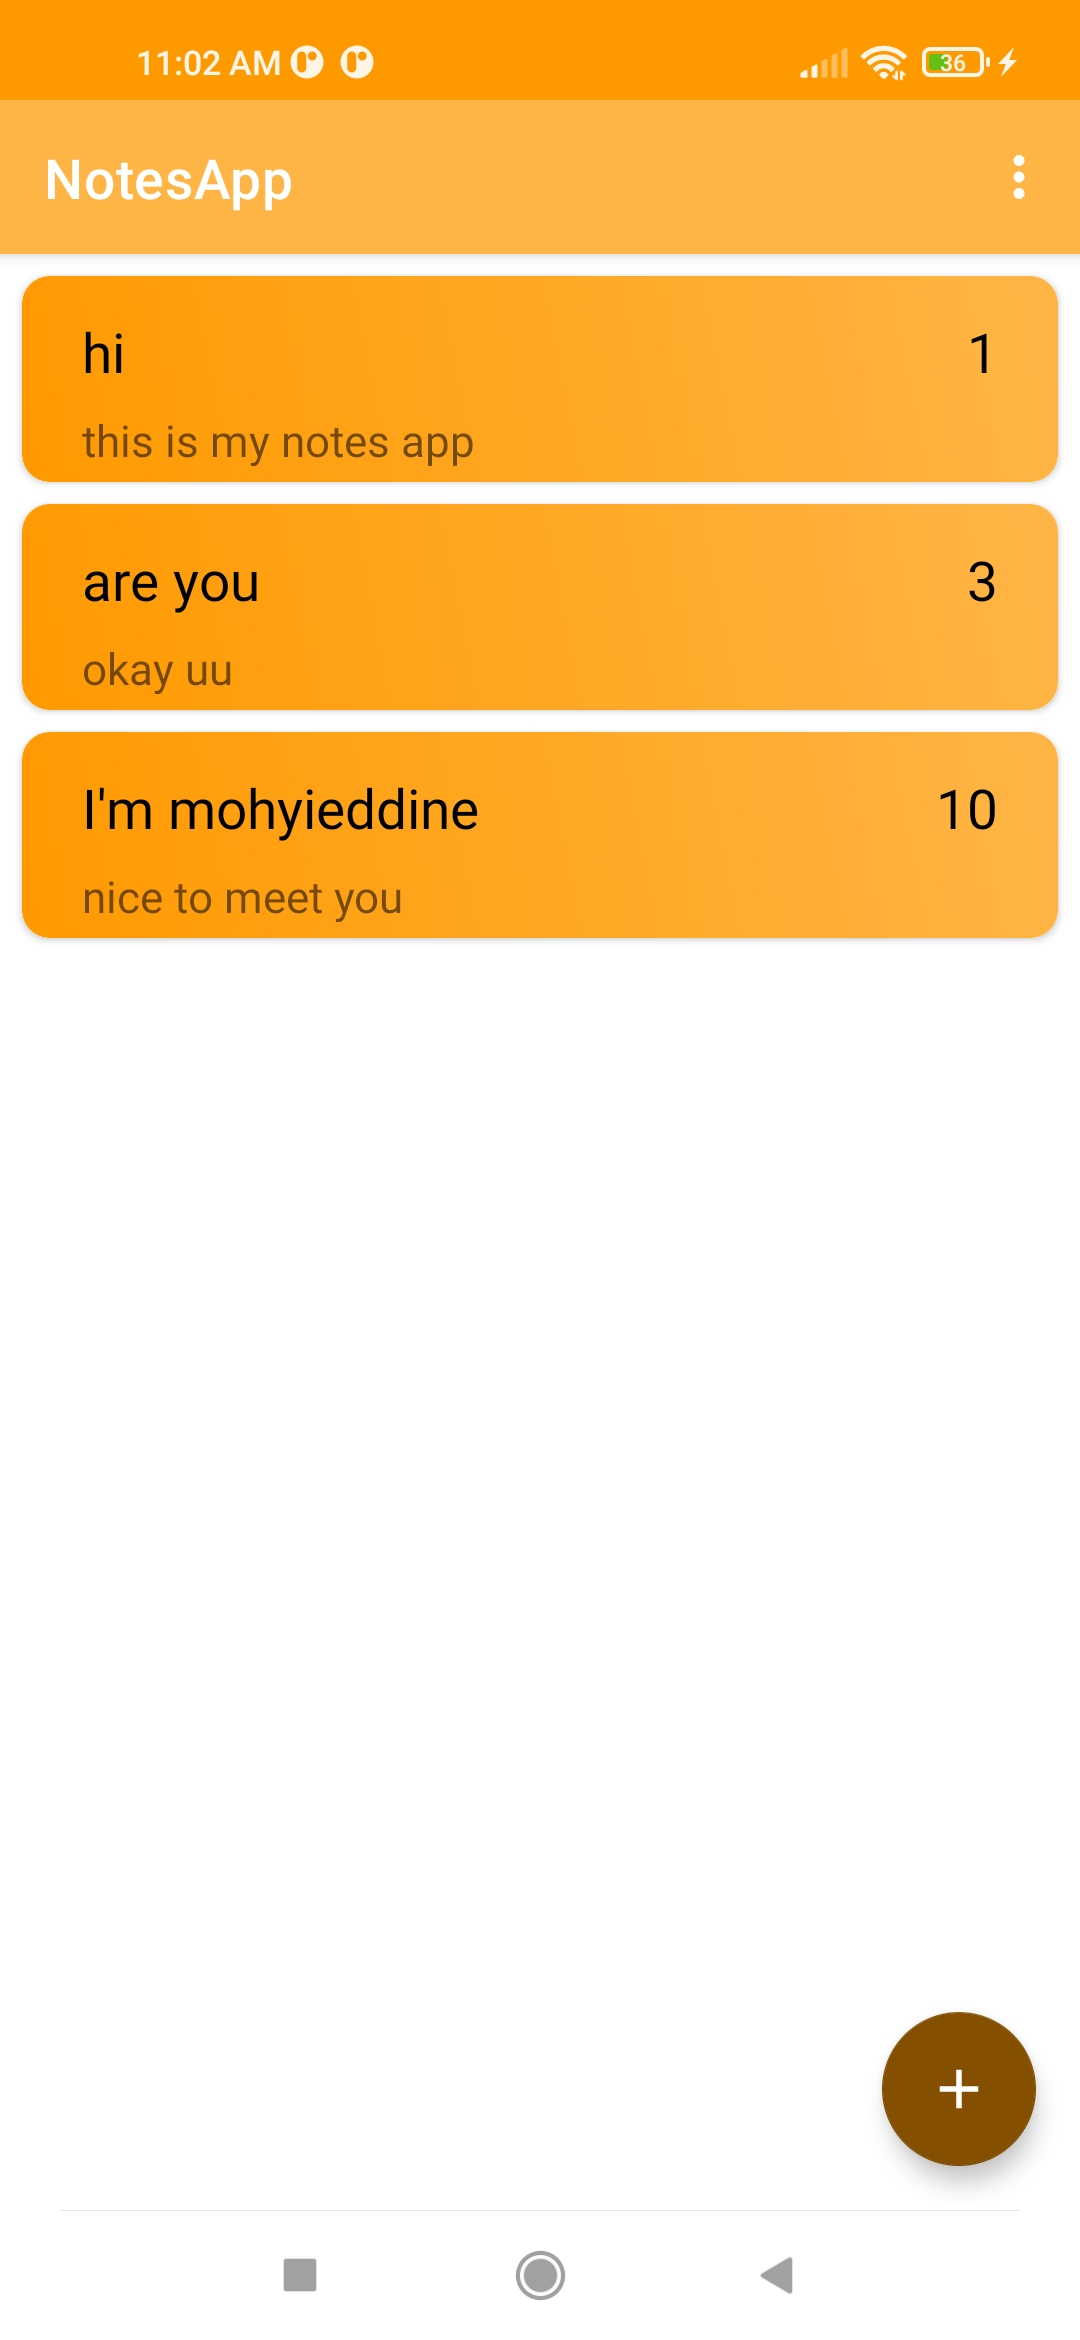 11:02 AM 36
NotesApp
hi 1
this is my notes app
are you 3
okay uu
I'm mohyieddine 10
nice to meet you